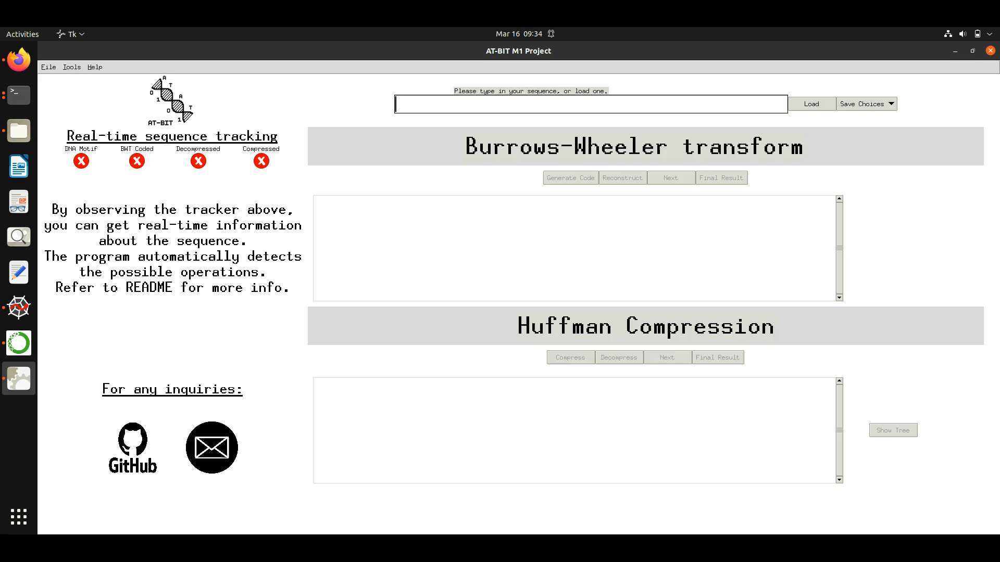 Activities
Tk
Mar 16 09:34
AT-BIT M1 Project
File Tools Help
A
T
0
1
A
0
T
1
AT-BIT
Please type in your sequence, or load one.
Load
Save Choices
Real-time sequence tracking
DNA Motif BWT Coded Decompressed Compressed
Burrows-Wheeler transform
Generate Code Reconstruct Next Final Result
By observing the tracker above,
you can get real-time information
about the sequence.
The program automatically detects
the possible operations.
Refer to README for more info.
Huffman Compression
Compress Decompress Next Final Result
For any inquiries:
Show Tree
GitHub